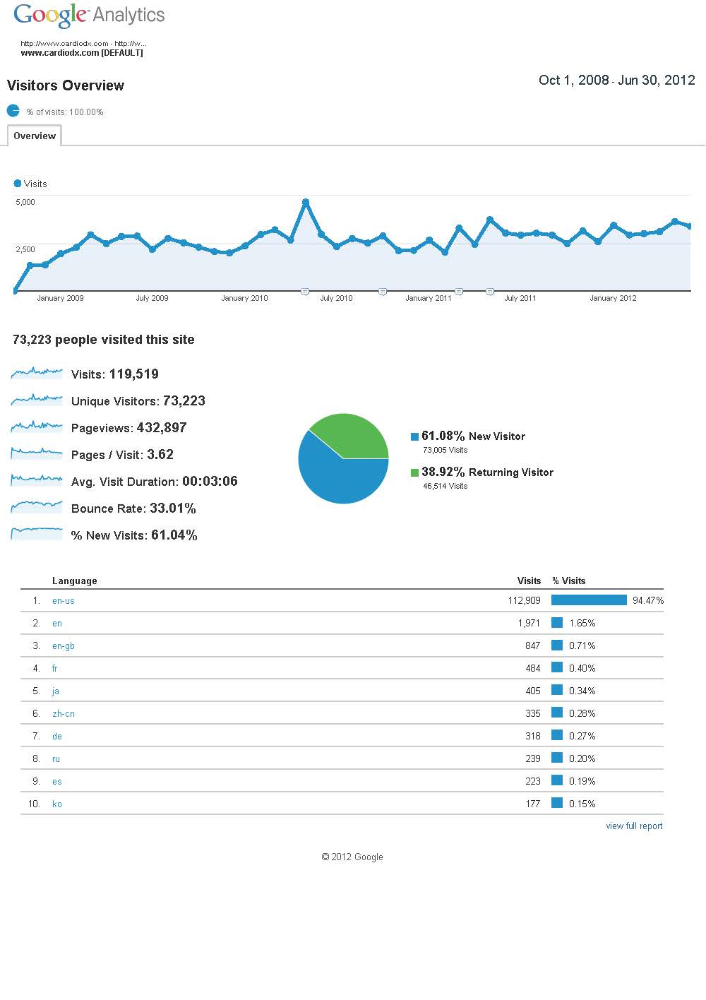 Google Analytics
http://www.cardiodx.com - http://w...
www.cardiodx.com [DEFAULT]
Visitors Overview
Oct 1, 2008 - Jun 30, 2012
% of visits: 100.00%
Overview
Visits
5,000
2,500
January 2009 July 2009 January 2010 July 2010 January 2011 July 2011 January 2012
73,223 people visited this site
Visits: 119,519
Unique Visitors: 73,223
Pageviews: 432,897
Pages / Visit: 3.62
Avg. Visit Duration: 00:03:06
Bounce Rate: 33.01%
% New Visits: 61.04%
61.08% New Visitor
73,005 Visits
38.92% Returning Visitor
46,514 Visits
Language Visits % Visits
1. en-us 112,909 94.47%
2. en 1,971 1.65%
3. en-gb 847 0.71%
4. fr 484 0.40%
5. ja 405 0.34%
6. zh-cn 335 0.28%
7. de 318 0.27%
8. ru 239 0.20%
9. es 223 0.19%
10. ko 177 0.15%
view full report
© 2012 Google